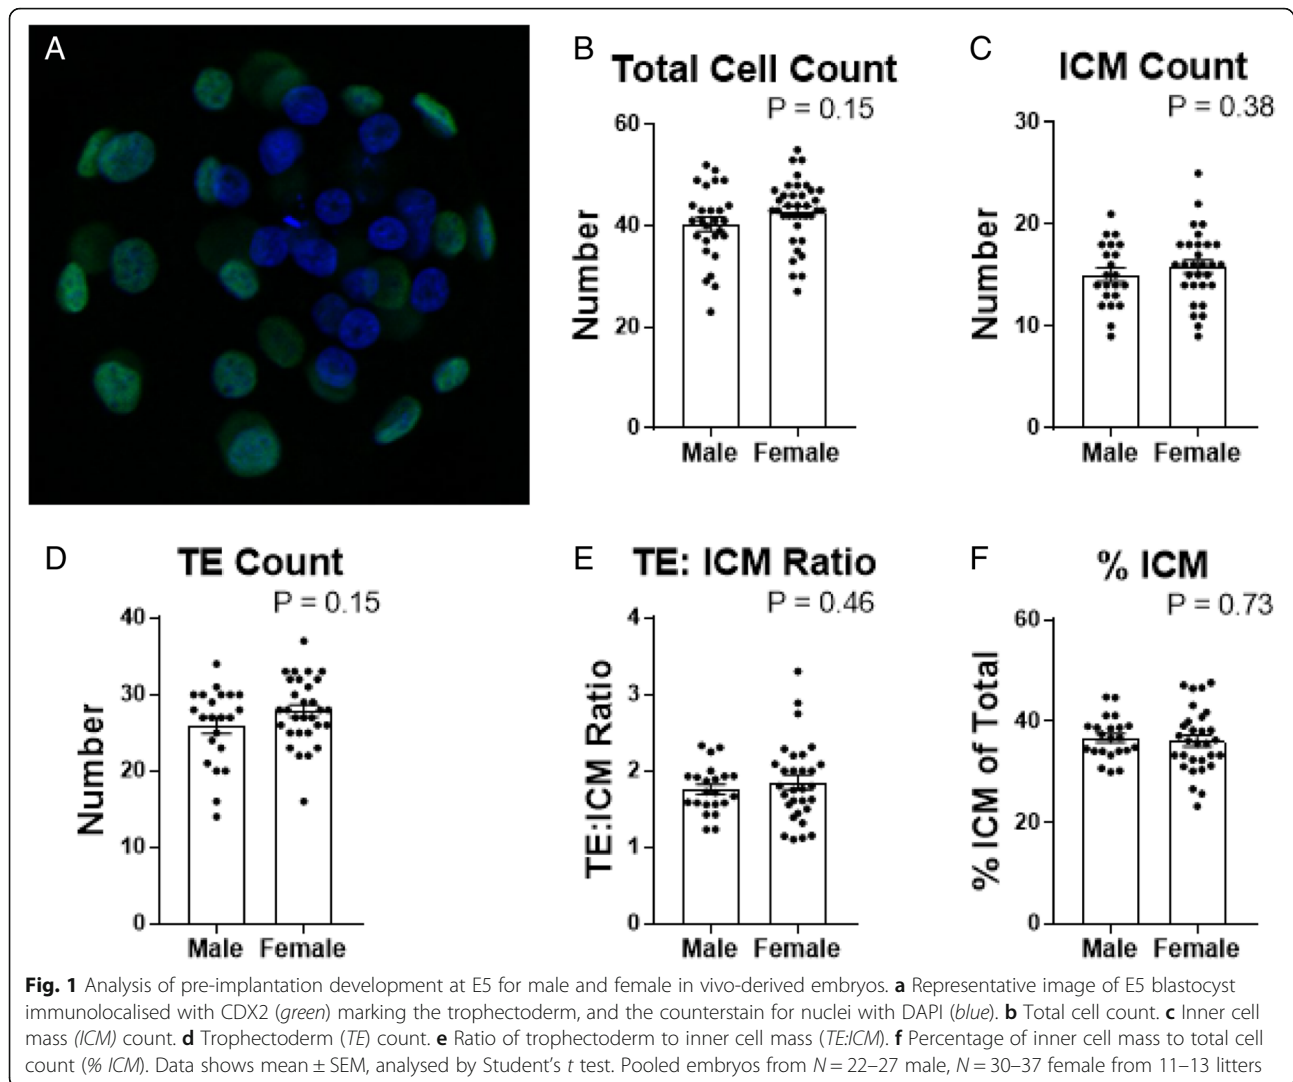 A
B
Total Cell Count
P = 0.15
Number
60
40
20
0
Male Female
C
ICM Count
P = 0.38
Number
30
20
10
0
Male Female
D
TE Count
P = 0.15
Number
40
30
20
10
0
Male Female
E
TE: ICM Ratio
P = 0.46
TE:ICM Ratio
4
3
2
1
0
Male Female
F
% ICM
P = 0.73
% ICM of Total
60
40
20
0
Male Female
Fig. 1 Analysis of pre-implantation development at E5 for male and female in vivo-derived embryos. a Representative image of E5 blastocyst
immunolocalised with CDX2 (green) marking the trophectoderm, and the counterstain for nuclei with DAPI (blue). b Total cell count. c Inner cell
mass (ICM) count. d Trophectoderm (TE) count. e Ratio of trophectoderm to inner cell mass (TE:ICM). f Percentage of inner cell mass to total cell
count (% ICM). Data shows mean ± SEM, analysed by Student's t test. Pooled embryos from N = 22–27 male, N = 30–37 female from 11–13 litters